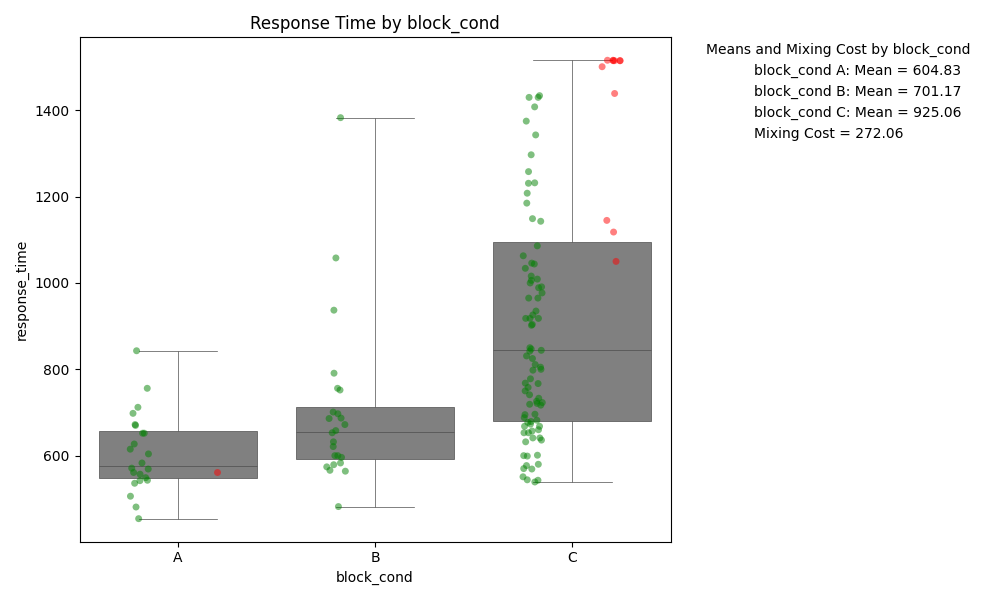 Response Time by block_cond
Means and Mixing Cost by block_cond
block_cond A: Mean = 604.83
block_cond B: Mean = 701.17
block_cond C: Mean = 925.06
Mixing Cost = 272.06
response_time
1400
1200
1000
800
600
A
B
C
block_cond